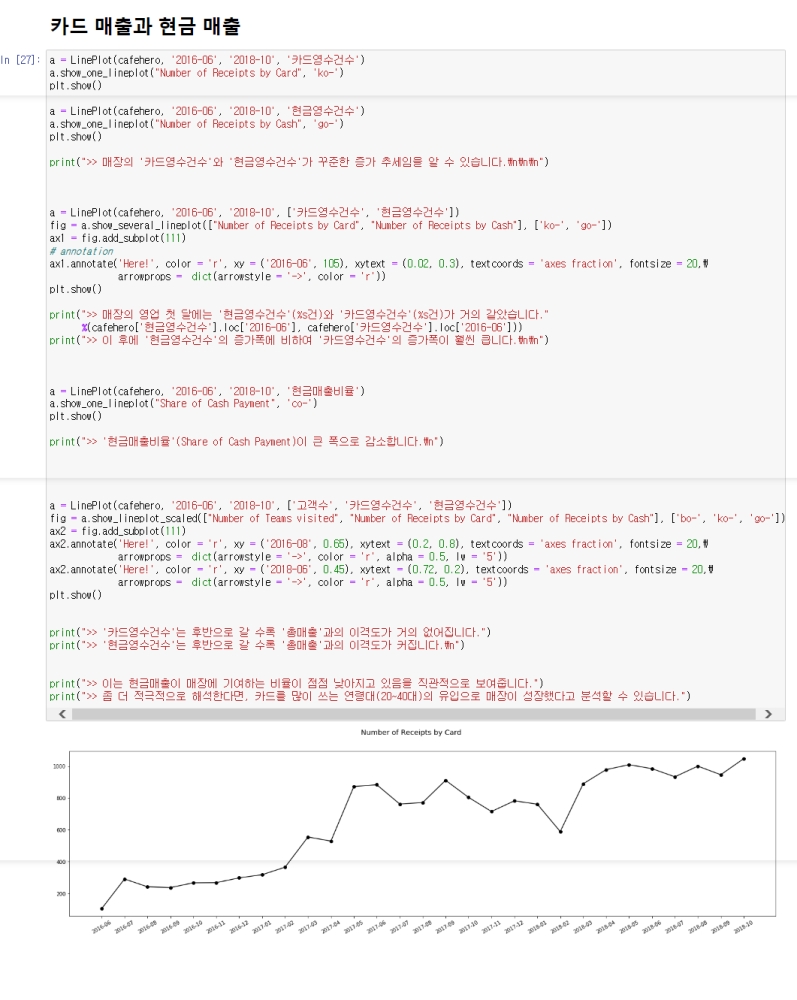 카드 매출과 현금 매출
In [27]:
a = LinePlot(cafehero, '2016-06', '2018-10', '카드영수건수')
a.show_one_lineplot("Number of Receipts by Card", 'ko-')
plt.show()
a = LinePlot(cafehero, '2016-06', '2018-10', '현금영수건수')
a.show_one_lineplot("Number of Receipts by Cash", 'go-')
plt.show()
print(">> 매장의 '카드영수건수'와 '현금영수건수'가 꾸준한 증가 추세임을 알 수 있습니다.₩n₩n₩n")
a = LinePlot(cafehero, '2016-06', '2018-10', ['카드영수건수', '현금영수건수'])
fig = a.show_several_lineplot(["Number of Receipts by Card", "Number of Receipts by Cash"], ['ko-', 'go-'])
ax1 = fig.add_subplot(111)
# annotation
ax1.annotate('Here!', color = 'r', xy = ('2016-06', 105), xytext = (0.02, 0.3), textcoords = 'axes fraction', fontsize = 20,₩
arrowprops = dict(arrowstyle = '->', color = 'r'))
plt.show()
print(">> 매장의 영업 첫 달에는 '현금영수건수'(%s건)와 '카드영수건수'(%s건)가 거의 같았습니다."
%(cafehero['현금영수건수'].loc['2016-06'], cafehero['카드영수건수'].loc['2016-06']))
print(">> 이 후에 '현금영수건수'의 증가폭에 비하여 '카드영수건수'의 증가폭이 훨씬 큽니다.₩n₩n")
a = LinePlot(cafehero, '2016-06', '2018-10', '현금매출비율')
a.show_one_lineplot("Share of Cash Payment", 'co-')
plt.show()
print(">> '현금매출비율'(Share of Cash Payment)이 큰 폭으로 감소합니다.₩n")
a = LinePlot(cafehero, '2016-06', '2018-10', ['고객수', '카드영수건수', '현금영수건수'])
fig = a.show_lineplot_scaled(["Number of Teams visited", "Number of Receipts by Card", "Number of Receipts by Cash"], ['bo-', 'ko-', 'go-'])
ax2 = fig.add_subplot(111)
ax2.annotate('Here!', color = 'r', xy = ('2016-08', 0.65), xytext = (0.2, 0.8), textcoords = 'axes fraction', fontsize = 20,₩
arrowprops = dict(arrowstyle = '->', color = 'r', alpha = 0.5, lw = '5'))
ax2.annotate('Here!', color = 'r', xy = ('2018-06', 0.45), xytext = (0.72, 0.2), textcoords = 'axes fraction', fontsize = 20,₩
arrowprops = dict(arrowstyle = '->', color = 'r', alpha = 0.5, lw = '5'))
plt.show()
print(">> '카드영수건수'는 후반으로 갈 수록 '총매출'과의 이격도가 거의 없어집니다.")
print(">> '현금영수건수'는 후반으로 갈 수록 '총매출'과의 이격도가 커집니다.₩n")
print(">> 이는 현금매출이 매장에 기여하는 비율이 점점 낮아지고 있음을 직관적으로 보여줍니다.")
print(">> 좀 더 적극적으로 해석한다면, 카드를 많이 쓰는 연령대(20~40대)의 유입으로 매장이 성장했다고 분석할 수 있습니다.")
Number of Receipts by Card
1000
800
600
400
200
2016-06 2016-07 2016-08 2016-09 2016-10 2016-11 2016-12 2017-01 2017-02 2017-03 2017-04 2017-05 2017-06 2017-07 2017-08 2017-09 2017-10 2017-11 2017-12 2018-01 2018-02 2018-03 2018-04 2018-05 2018-06 2018-07 2018-08 2018-09 2018-10